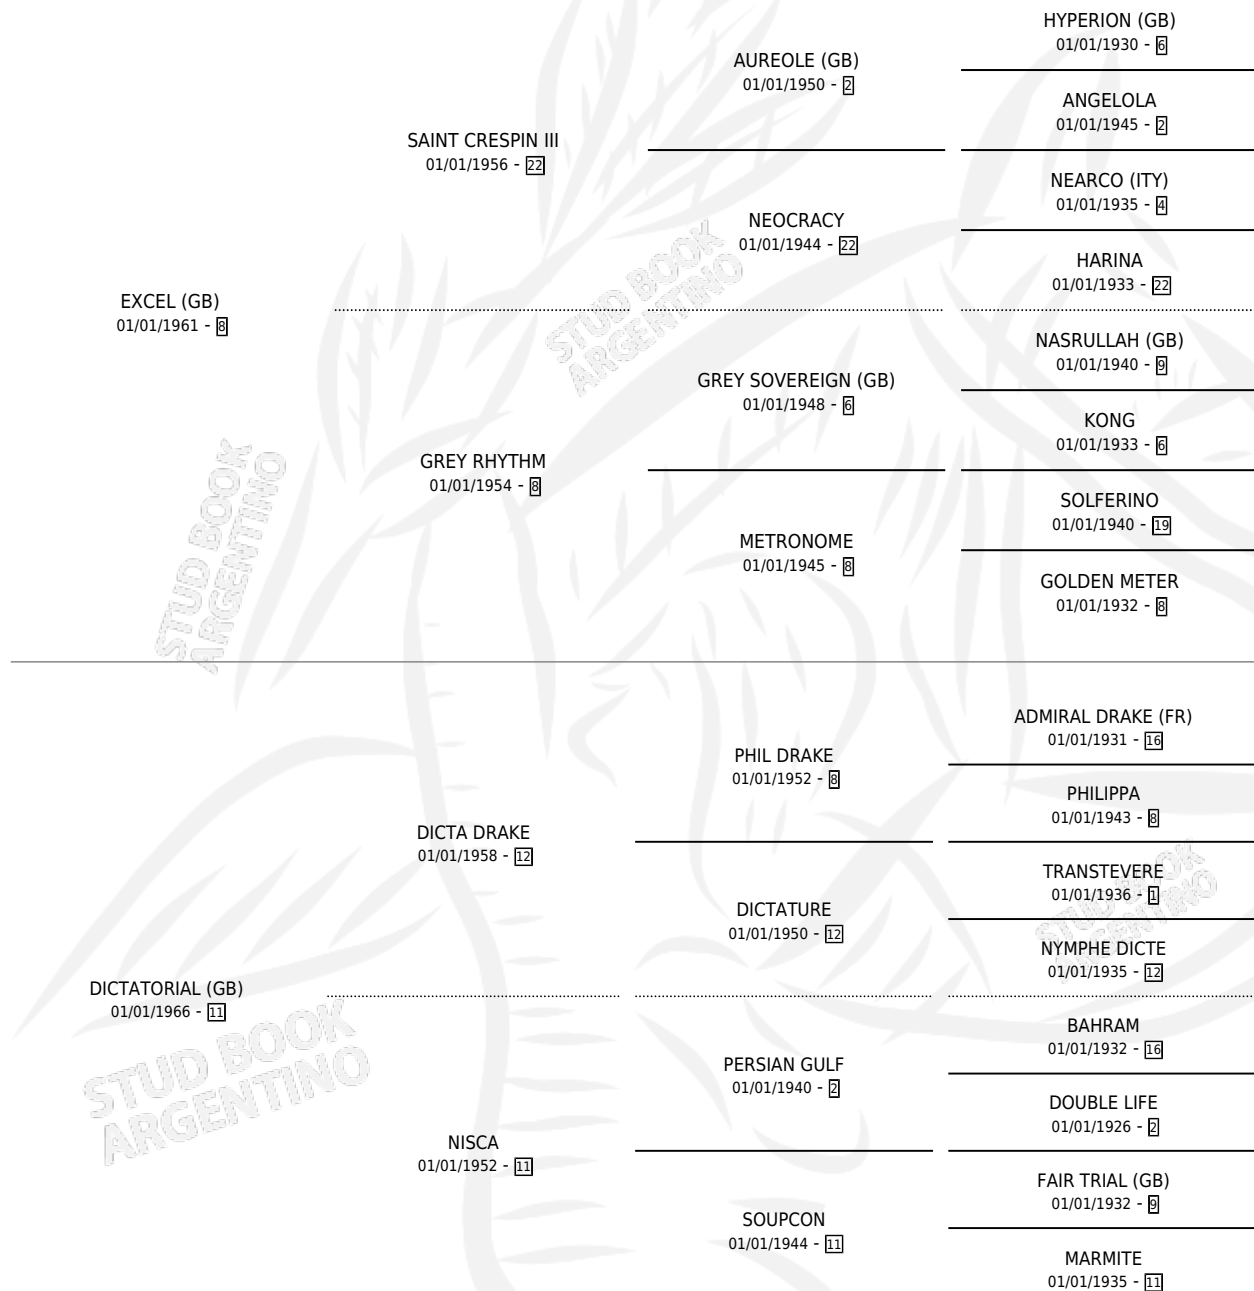 HYPERION (GB)
01/01/1930 - 6
AUREOLE (GB)
01/01/1950 - 2
ANGELOLA
01/01/1945 - 2
SAINT CRESPIN III
01/01/1956 - 22
NEARCO (ITY)
01/01/1935 - 4
NEOCRACY
01/01/1944 - 22
HARINA
01/01/1933 - 22
EXCEL (GB)
01/01/1961 - 8
NASRULLAH (GB)
01/01/1940 - 9
GREY SOVEREIGN (GB)
01/01/1948 - 6
KONG
01/01/1933 - 6
GREY RHYTHM
01/01/1954 - 8
SOLFERINO
01/01/1940 - 19
METRONOME
01/01/1945 - 8
GOLDEN METER
01/01/1932 - 8
ADMIRAL DRAKE (FR)
01/01/1931 - 16
PHIL DRAKE
01/01/1952 - 8
PHILIPPA
01/01/1943 - 8
DICTA DRAKE
01/01/1958 - 12
TRANSTEVERE
01/01/1936 - 1
DICTATURE
01/01/1950 - 12
NYMPHE DICTE
01/01/1935 - 12
DICTATORIAL (GB)
01/01/1966 - 11
BAHRAM
01/01/1932 - 16
PERSIAN GULF
01/01/1940 - 2
DOUBLE LIFE
01/01/1926 - 2
NISCA
01/01/1952 - 11
FAIR TRIAL (GB)
01/01/1932 - 9
SOUPCON
01/01/1944 - 11
MARMITE
01/01/1935 - 11
STUD BOOK
ARGENTINO
STUD BOOK
ARGENTINO
STUD BOOK
ARGENTINO
STUD BOOK
ARGENTINO